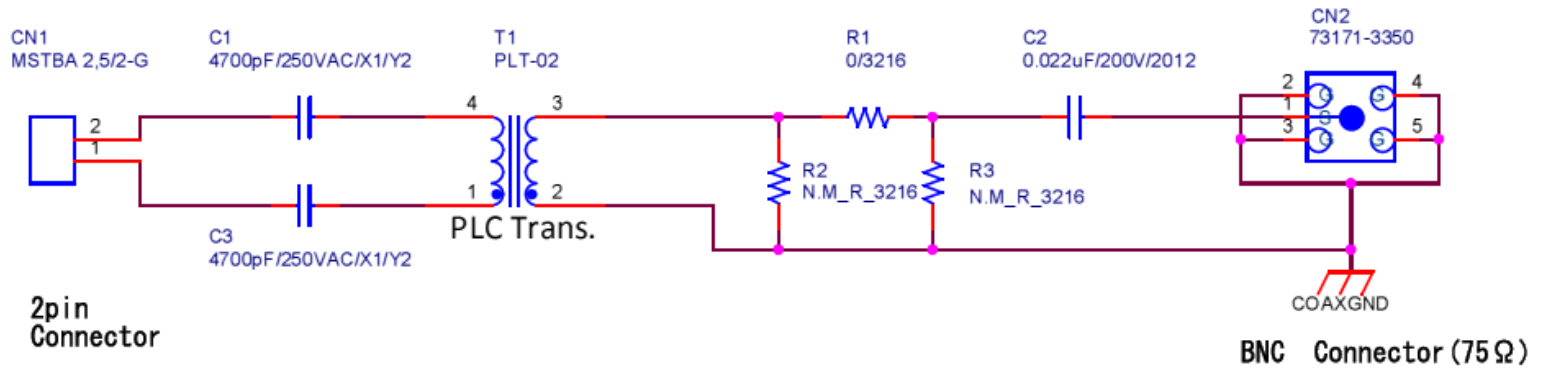 CN1
MSTBA 2,5/2-G
C1
4700pF/250VAC/X1/Y2
T1
PLT-02
R1
0/3216
C2
0.022uF/200V/2012
CN2
73171-3350
2
1
4
3
2
1
3
4
5
G
G
S
G
G
1
2
R2
N.M_R_3216
R3
N.M_R_3216
PLC Trans.
C3
4700pF/250VAC/X1/Y2
COAXGND
2pin
Connector
BNC Connector(75Ω)